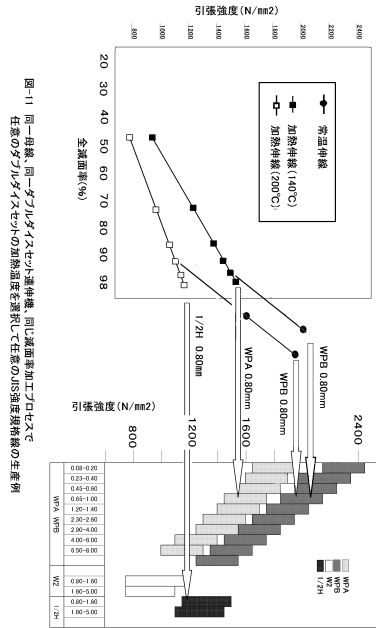 引張強度(N/mm2)
800
1000
1200
1400
1600
1800
2000
2200
2400
20
30
40
50
60
70
80
90
98
全減面率(%)
常温伸線
加熱伸線(140℃)
加熱伸線(200℃)
WPB 0.80mm
WPB 0.80mm
WPA 0.80mm
1/2H 0.80mm
引張強度(N/mm2)
800
1200
1600
2000
2400
0.08-0.20
0.23-0.40
0.45-0.60
0.65-1.00
1.20-1.40
1.60-2.00
2.30-2.60
2.90-4.00
4.00-6.00
6.50-8.00
WPA WPB
0.80-1.60
1.60-5.00
W2
0.80-1.60
1.60-5.00
1/2H
WPA
WPB
W2
1/2H
図-11 同一母線、同一ダブルダイスセット連伸機、同じ減面率加工プロセスで
任意のダブルダイスセットの加熱温度を選択して任意のJIS強度規格線の生産例